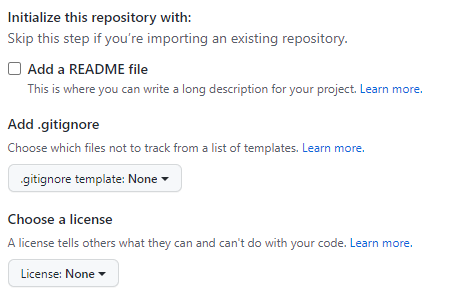 Initialize this repository with:
Skip this step if you're importing an existing repository.
Add a README file
This is where you can write a long description for your project. Learn more.
Add .gitignore
Choose which files not to track from a list of templates. Learn more.
.gitignore template: None
Choose a license
A license tells others what they can and can't do with your code. Learn more.
License: None